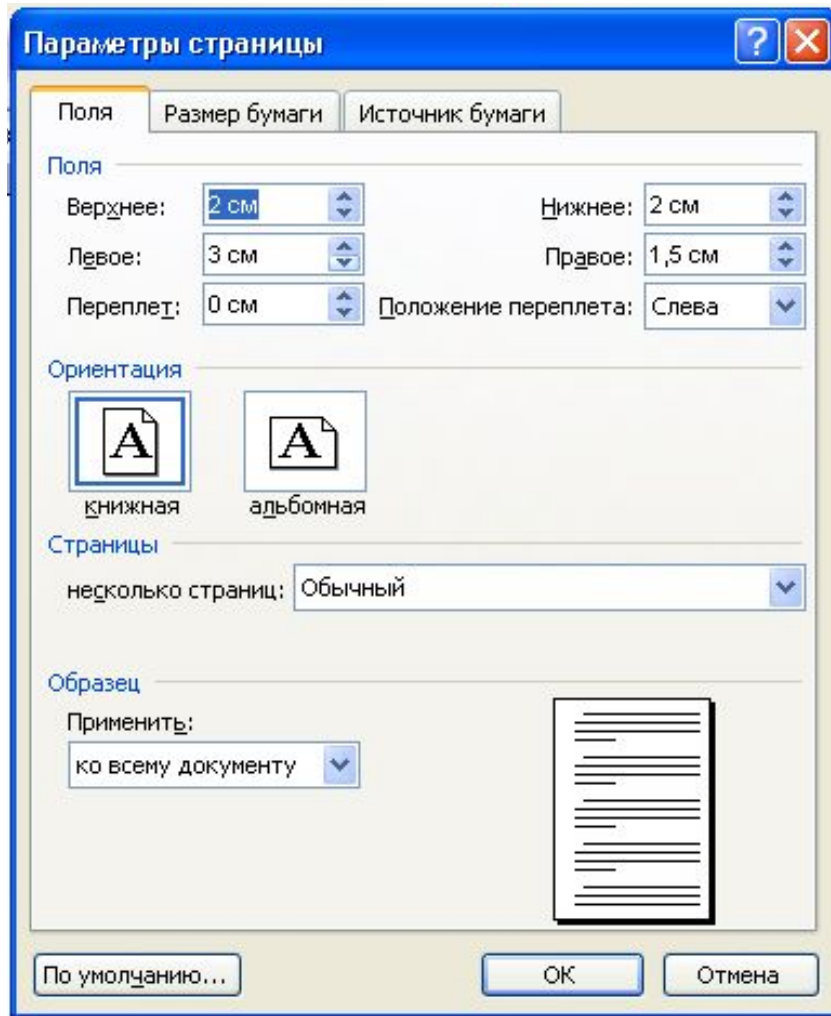 Параметры страницы
Поля Размер бумаги Источник бумаги
Поля
Верхнее: 2 см Нижнее: 2 см
Левое: 3 см Правое: 1,5 см
Переплет: 0 см Положение переплета: Слева
Ориентация
A A
книжная альбомная
Страницы
несколько страниц: Обычный
Образец
Применить:
ко всему документу
По умолчанию... ОК Отмена